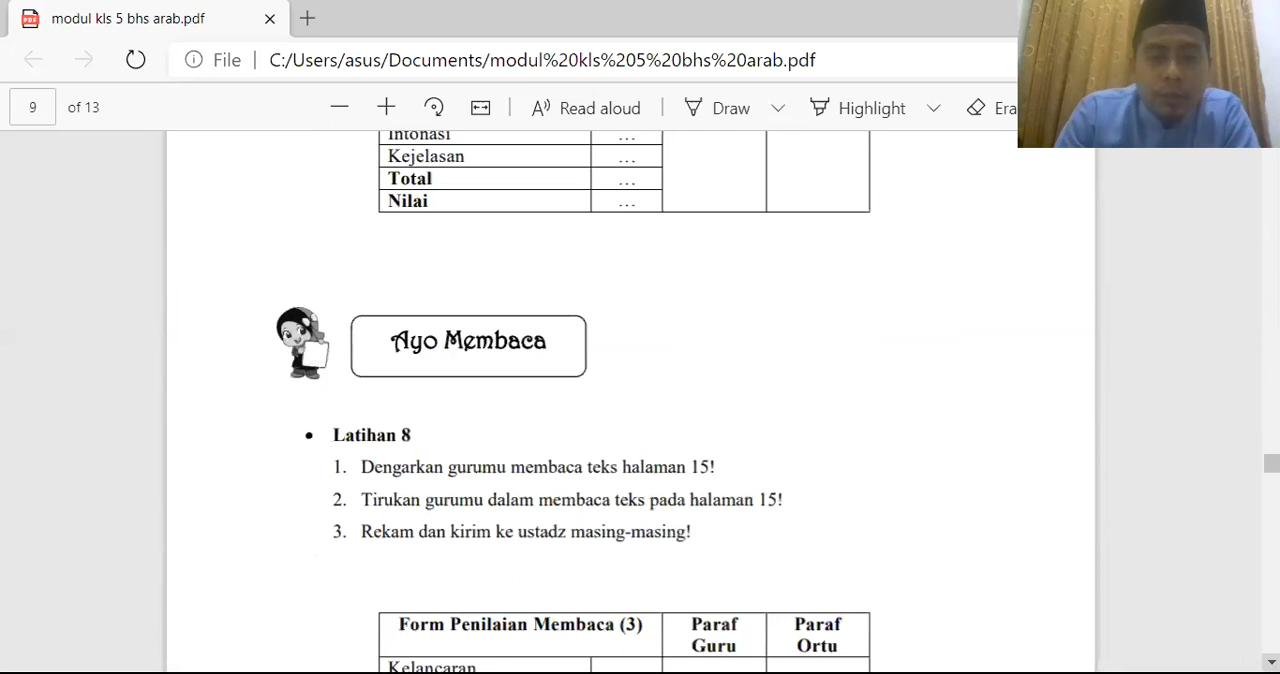 modul kls 5 bhs arab.pdf
File C:/Users/asus/Documents/modul%20kls%205%20bhs%20arab.pdf
9 of 13 Read aloud Draw Highlight Era
Intonasi ...
Kejelasan ...
Total ...
Nilai ...
Ayo Membaca
• Latihan 8
1. Dengarkan gurumu membaca teks halaman 15!
2. Tirukan gurumu dalam membaca teks pada halaman 15!
3. Rekam dan kirim ke ustadz masing-masing!
Form Penilaian Membaca (3) Paraf Guru Paraf Ortu
Kelancaran